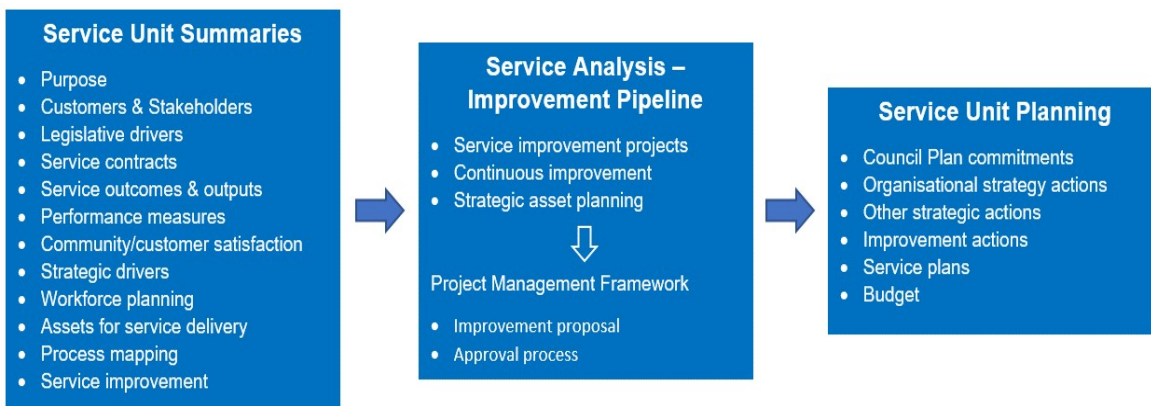 Service Unit Summaries
• Purpose
• Customers & Stakeholders
• Legislative drivers
• Service contracts
• Service outcomes & outputs
• Performance measures
• Community/customer satisfaction
• Strategic drivers
• Workforce planning
• Assets for service delivery
• Process mapping
• Service improvement
Service Analysis –
Improvement Pipeline
• Service improvement projects
• Continuous improvement
• Strategic asset planning
Project Management Framework
• Improvement proposal
• Approval process
Service Unit Planning
• Council Plan commitments
• Organisational strategy actions
• Other strategic actions
• Improvement actions
• Service plans
• Budget